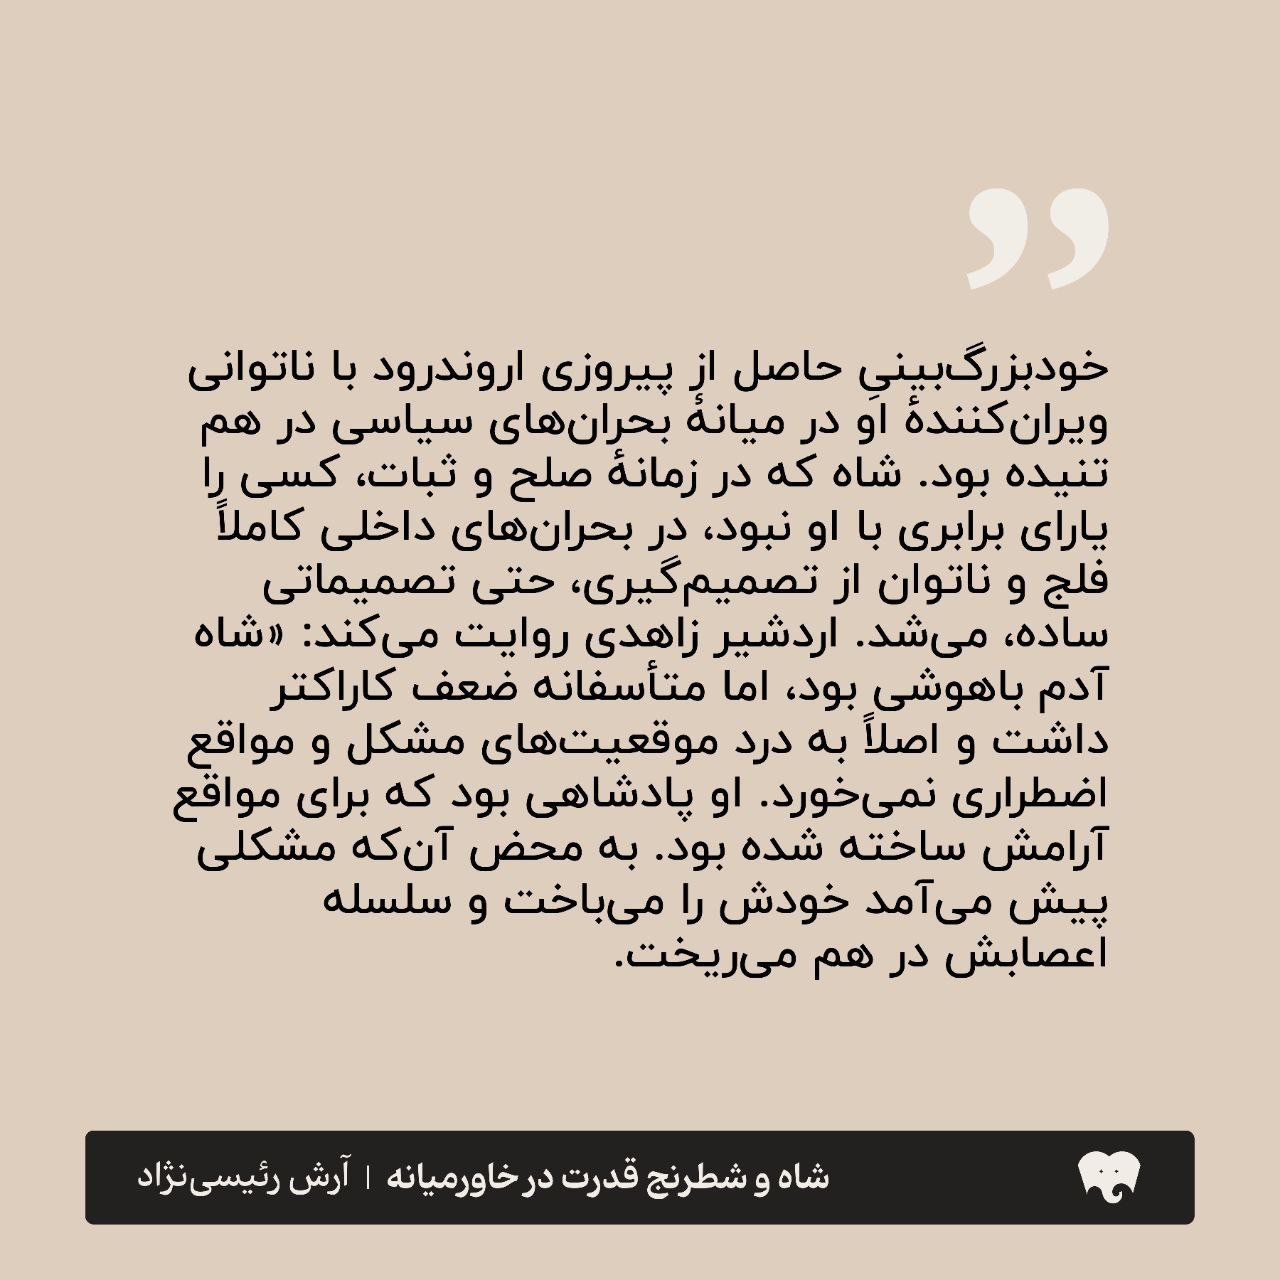 ”
خودبزرگ‌بینیِ حاصل از پیروزی اروندرود با ناتوانی
ویران‌کنندهٔ او در میانهٔ بحران‌های سیاسی در هم
تنیده بود. شاه که در زمانهٔ صلح و ثبات، کسی را
یارای برابری با او نبود، در بحران‌های داخلی کاملاً
فلج و ناتوان از تصمیم‌گیری، حتی تصمیماتی
ساده، می‌شد. اردشیر زاهدی روایت می‌کند: «شاه
آدم باهوشی بود، اما متأسفانه ضعف کاراکتر
داشت و اصلاً به درد موقعیت‌های مشکل و مواقع
اضطراری نمی‌خورد. او پادشاهی بود که برای مواقع
آرامش ساخته شده بود. به محض آن‌که مشکلی
پیش می‌آمد خودش را می‌باخت و سلسله
اعصابش در هم می‌ریخت.
شاه و شطرنج قدرت در خاورمیانه | آرش رئیسی‌نژاد